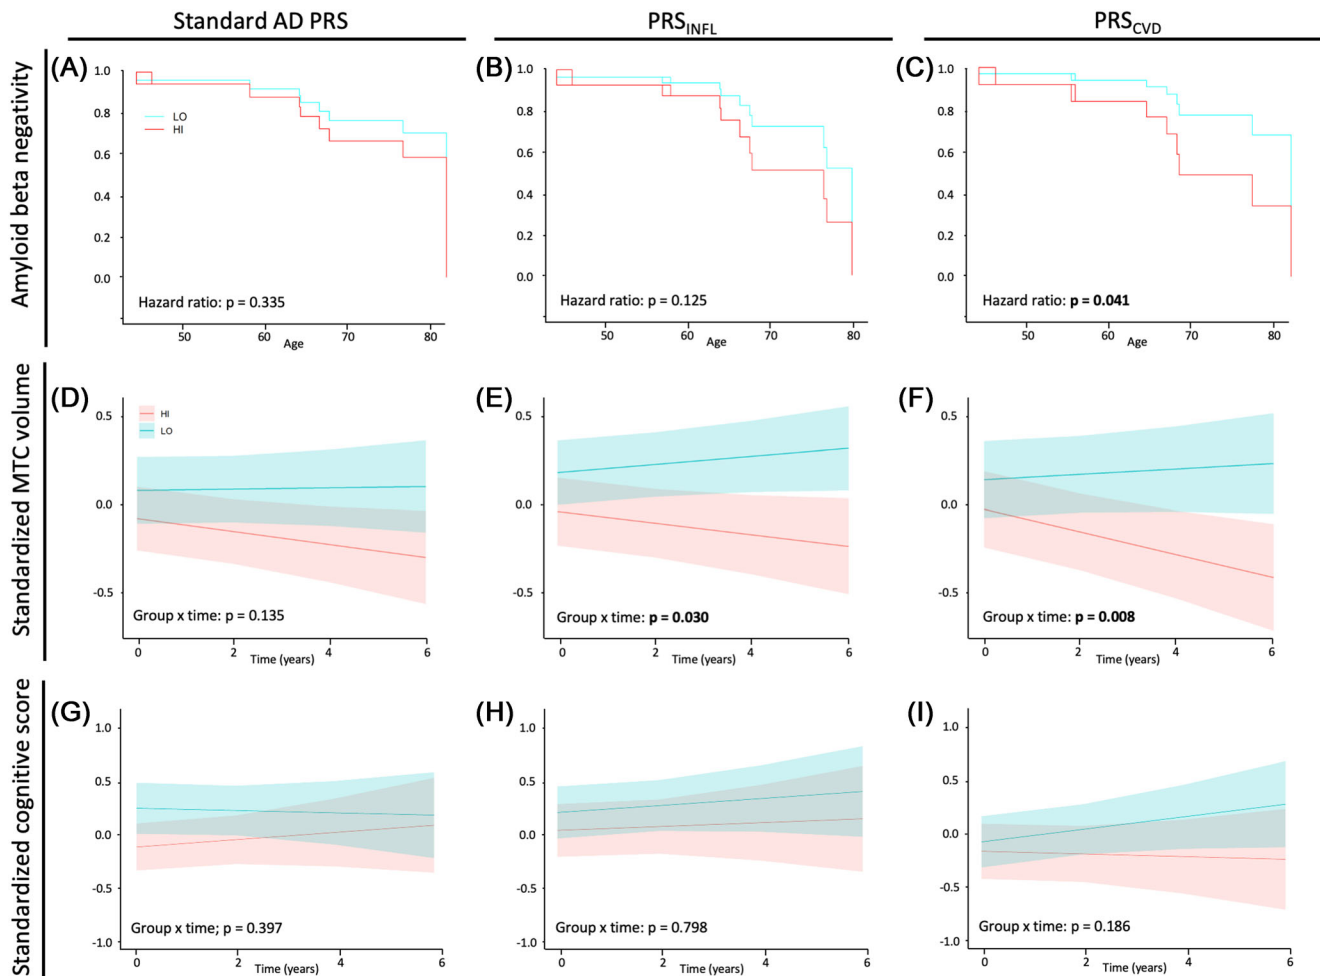 Standard AD PRS
PRS_INFL
PRS_CVD
Amyloid beta negativity
(A)
1.0
0.8
0.6
0.4
0.2
0.0
LO
HI
Hazard ratio: p = 0.335
50
60
70
80
Age
(B)
1.0
0.8
0.6
0.4
0.2
0.0
Hazard ratio: p = 0.125
50
60
70
80
Age
(C)
1.0
0.8
0.6
0.4
0.2
0.0
Hazard ratio: p = 0.041
50
60
70
80
Age
Standardized MTC volume
(D)
0.5
0.0
-0.5
HI
LO
Group x time: p = 0.135
0
2
4
6
Time (years)
(E)
0.5
0.0
-0.5
Group x time: p = 0.030
0
2
4
6
Time (years)
(F)
0.5
0.0
-0.5
Group x time: p = 0.008
0
2
4
6
Time (years)
Standardized cognitive score
(G)
1.0
0.5
0.0
-0.5
-1.0
Group x time; p = 0.397
0
2
4
6
Time (years)
(H)
1.0
0.5
0.0
-0.5
-1.0
Group x time: p = 0.798
0
2
4
6
Time (years)
(I)
1.0
0.5
0.0
-0.5
-1.0
Group x time: p = 0.186
0
2
4
6
Time (years)